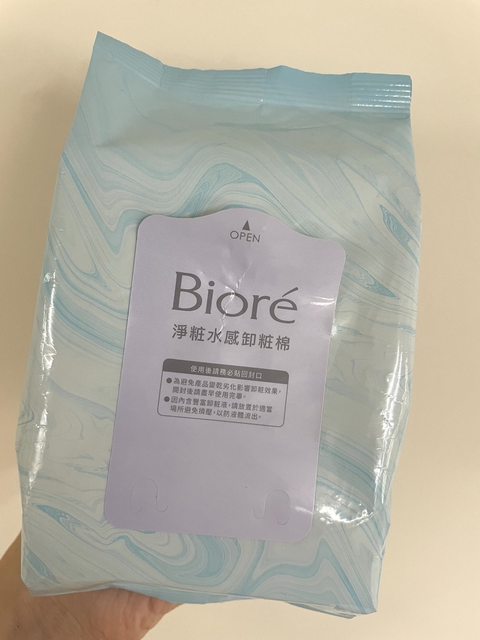 OPEN
Bioré
淨粧水感卸粧棉
使用後請務必黏回封口
●為避免產品變乾劣化影響卸粧效果，
開封後請盡早使用完畢。
●因內含豐富卸粧液，請放置於適當
場所避免擠壓，以防液體流出。